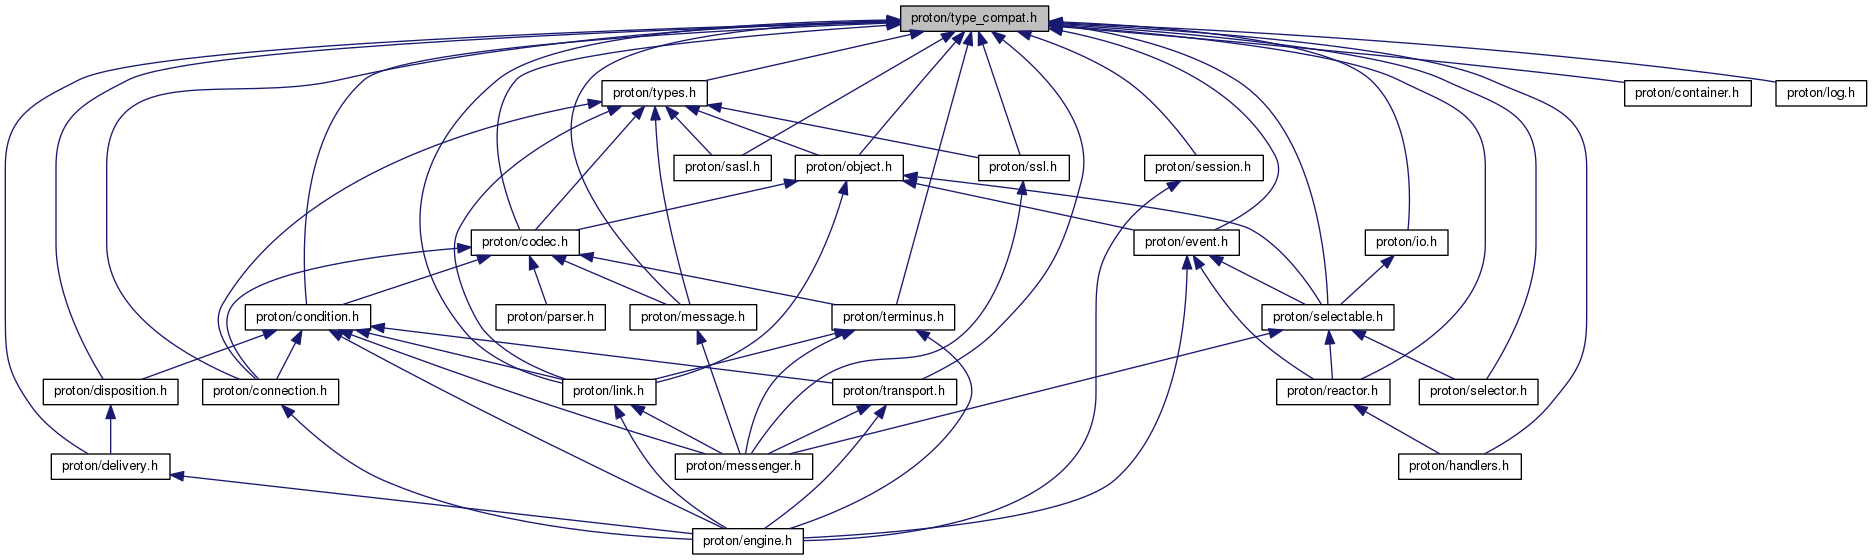 proton/type_compat.h
proton/types.h
proton/container.h
proton/log.h
proton/sasl.h
proton/object.h
proton/ssl.h
proton/session.h
proton/codec.h
proton/event.h
proton/io.h
proton/condition.h
proton/parser.h
proton/message.h
proton/terminus.h
proton/selectable.h
proton/disposition.h
proton/connection.h
proton/link.h
proton/transport.h
proton/reactor.h
proton/selector.h
proton/delivery.h
proton/messenger.h
proton/handlers.h
proton/engine.h